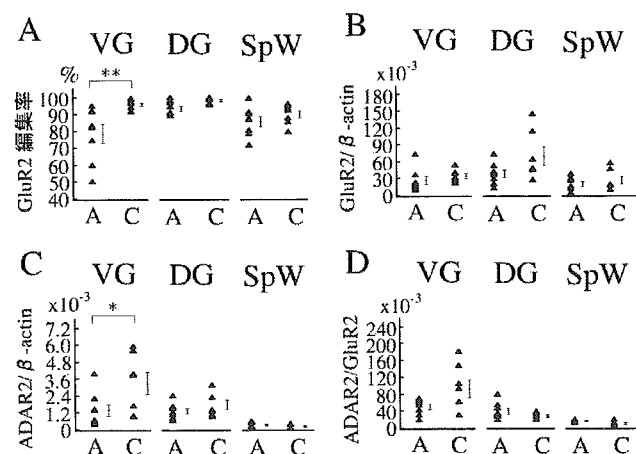 A
VG DG SpW
%
**
GluR2 編集率
100
90
80
70
60
50
40
A C A C A C
B
VG DG SpW
x10⁻³
GluR2/β-actin
180
150
120
90
60
30
0
A C A C A C
C
VG DG SpW
x10⁻³
*
ADAR2/β-actin
7.2
6.0
4.8
3.6
2.4
1.2
0
A C A C A C
D
VG DG SpW
x10⁻³
ADAR2/GluR2
240
200
160
120
80
40
0
A C A C A C